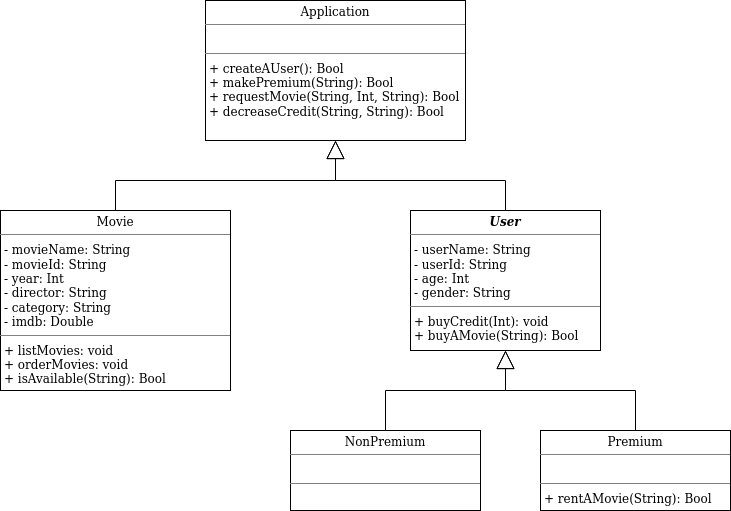 Application
+ createAUser(): Bool
+ makePremium(String): Bool
+ requestMovie(String, Int, String): Bool
+ decreaseCredit(String, String): Bool
Movie
- movieName: String
- movieId: String
- year: Int
- director: String
- category: String
- imdb: Double
+ listMovies: void
+ orderMovies: void
+ isAvailable(String): Bool
User
- userName: String
- userId: String
- age: Int
- gender: String
+ buyCredit(Int): void
+ buyAMovie(String): Bool
NonPremium
Premium
+ rentAMovie(String): Bool